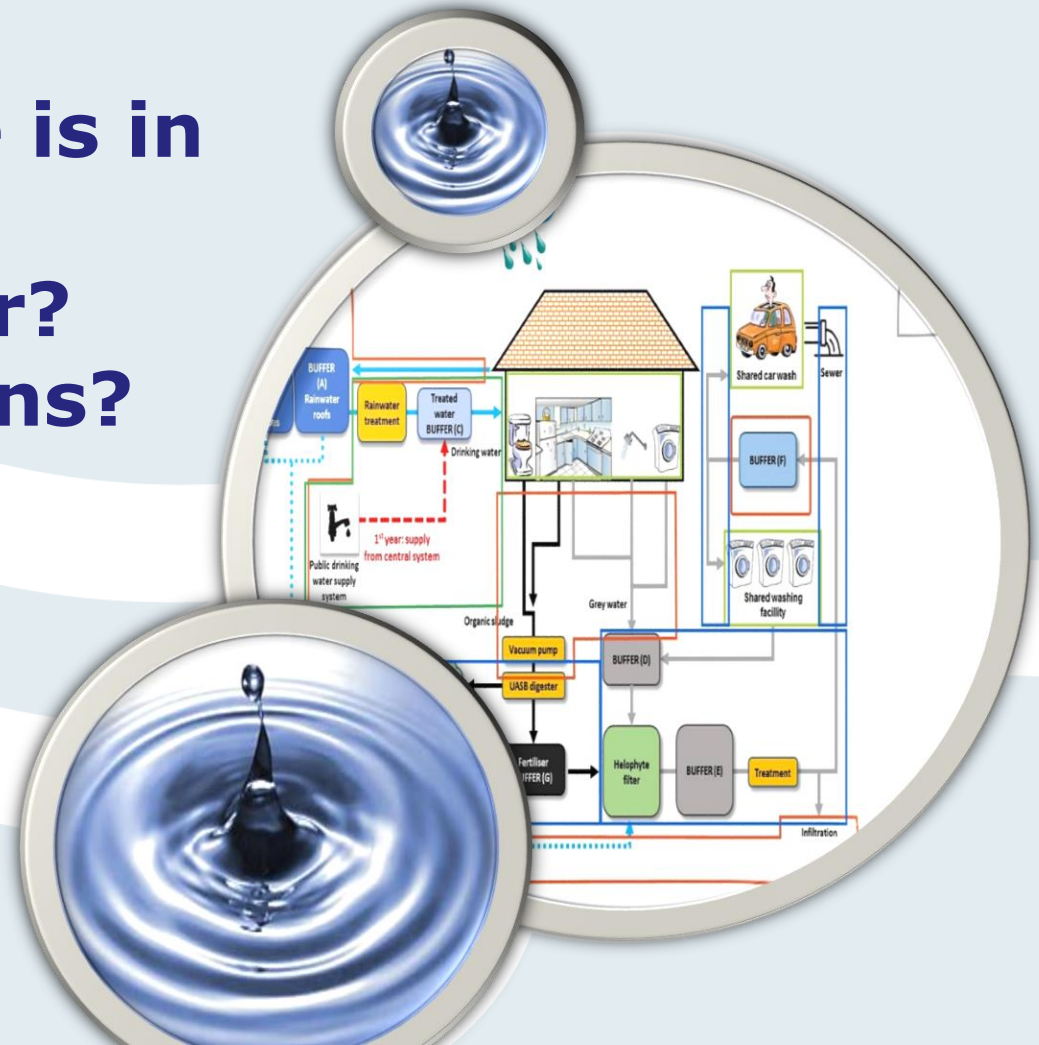 is in
r?
ns?
BUFFER
(A)
Rainwater
roofs
Rainwater
treatment
Treated
water
BUFFER (C)
Drinking water
1st year: supply
from central system
Public drinking
water supply
system
Organic sludge
Grey water
Vacuum pump
UASB digester
BUFFER (D)
Fertiliser
BUFFER (G)
Helophyte
filter
BUFFER (E)
Treatment
Infiltration
Shared car wash
Sewer
BUFFER (F)
Shared washing
facillity